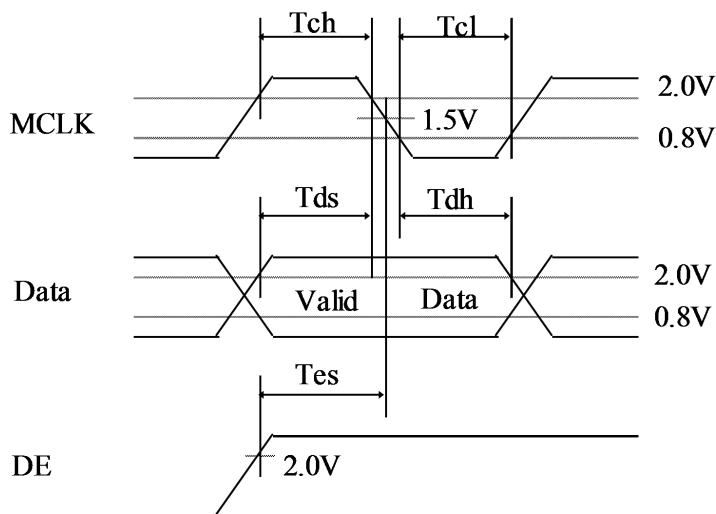 Tch Tcl
MCLK
2.0V
1.5V
0.8V
Tds Tdh
Data
Valid Data
2.0V
0.8V
Tes
DE
2.0V